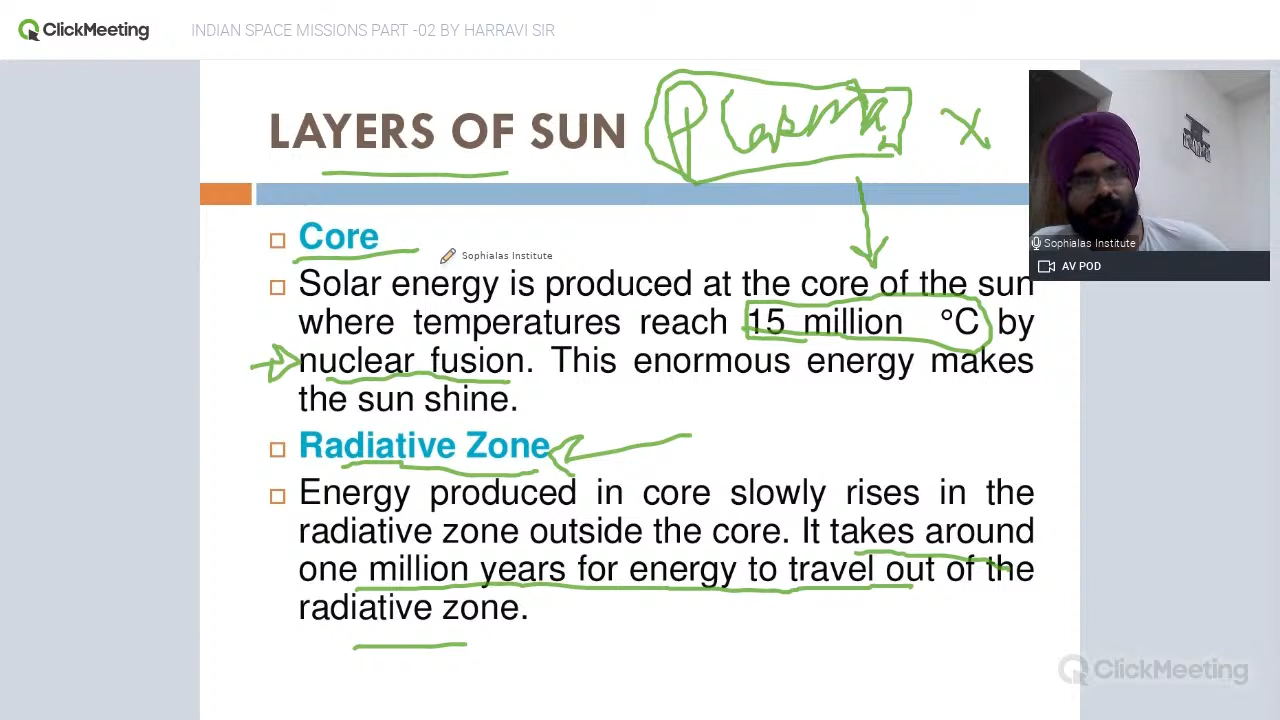 ClickMeeting
INDIAN SPACE MISSIONS PART -02 BY HARRAVI SIR
LAYERS OF SUN
Plasma X
Core
Sophialas Institute
Solar energy is produced at the core of the sun
where temperatures reach 15 million °C by
nuclear fusion. This enormous energy makes
the sun shine.
Radiative Zone
Energy produced in core slowly rises in the
radiative zone outside the core. It takes around
one million years for energy to travel out of the
radiative zone.
Sophialas Institute
AV POD
ClickMeeting